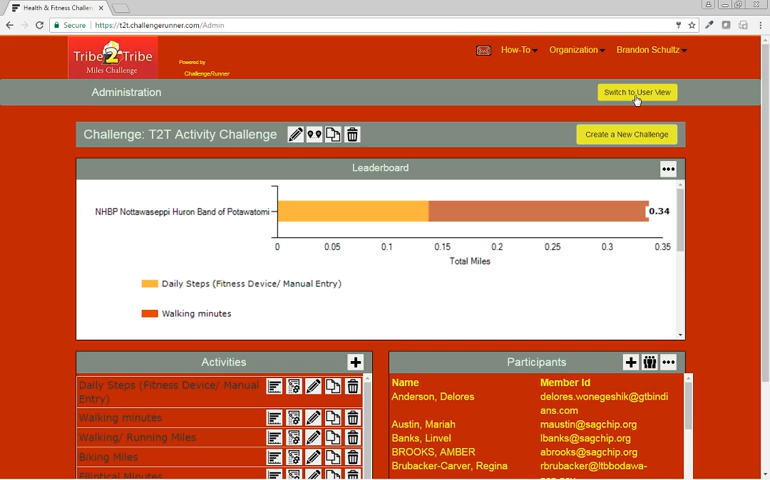 Health & Fitness Challen
Secure https://t2t.challengerunner.com/Admin
Tribe 2 Tribe
Miles Challenge
Powered by
ChallengeRunner
How-To
Organization
Brandon Schultz
Administration
Switch to User View
Challenge: T2T Activity Challenge
Create a New Challenge
Leaderboard
NHBP Nottawaseppi Huron Band of Potawatomi
0.34
0 0.05 0.1 0.15 0.2 0.25 0.3 0.35
Total Miles
Daily Steps (Fitness Device/ Manual Entry)
Walking minutes
Activities
Daily Steps (Fitness Device/ Manual
Entry)
Walking minutes
Walking/ Running Miles
Biking Miles
Elliptical Minutes
Participants
Name Member Id
Anderson, Delores delores.wonegeshik@gtbindi
ans.com
Austin, Mariah maustin@sagchip.org
Banks, Linvel lbanks@sagchip.org
BROOKS, AMBER abrooks@sagchip.org
Brubacker-Carver, Regina rbrubacker@ltbbodawa-